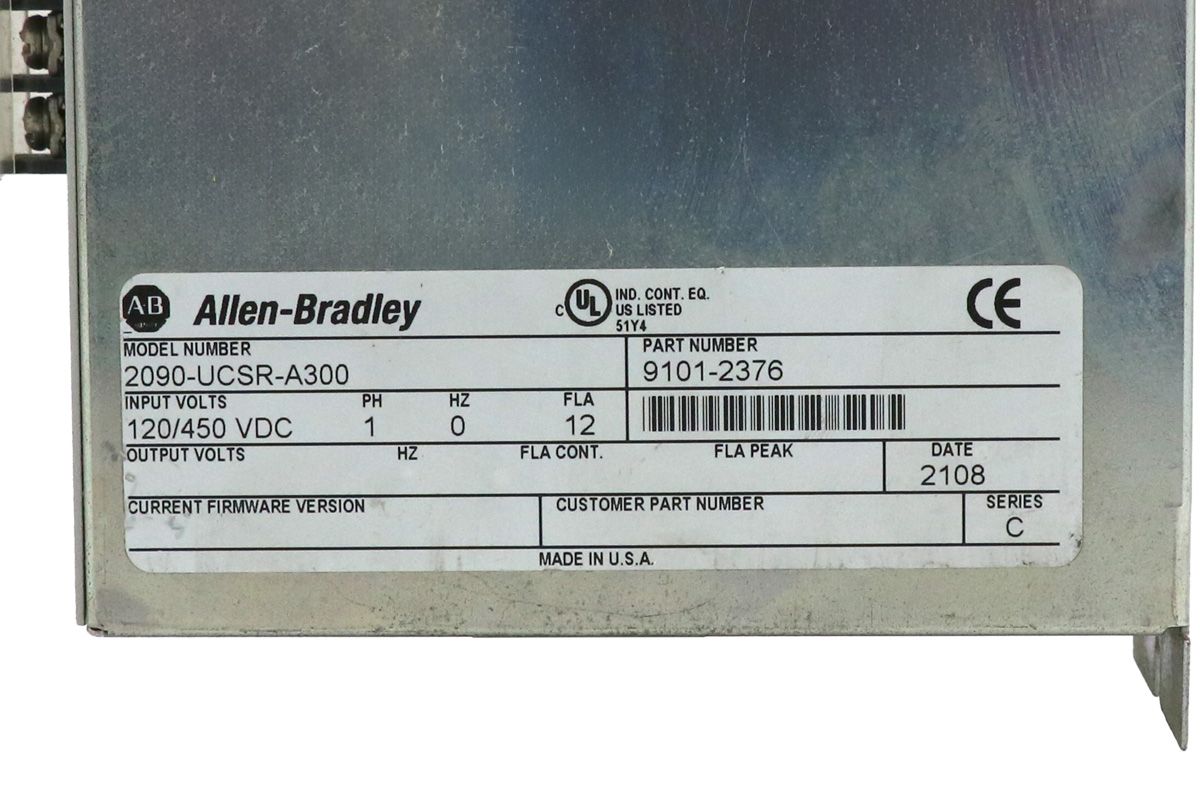 A-B Allen-Bradley
c UL IND. CONT. EQ.
US LISTED
51Y4
CE
MODEL NUMBER
2090-UCSR-A300
PART NUMBER
9101-2376
INPUT VOLTS PH HZ FLA
120/450 VDC 1 0 12
OUTPUT VOLTS HZ FLA CONT. FLA PEAK DATE
2108
CURRENT FIRMWARE VERSION CUSTOMER PART NUMBER SERIES
C
MADE IN U.S.A.